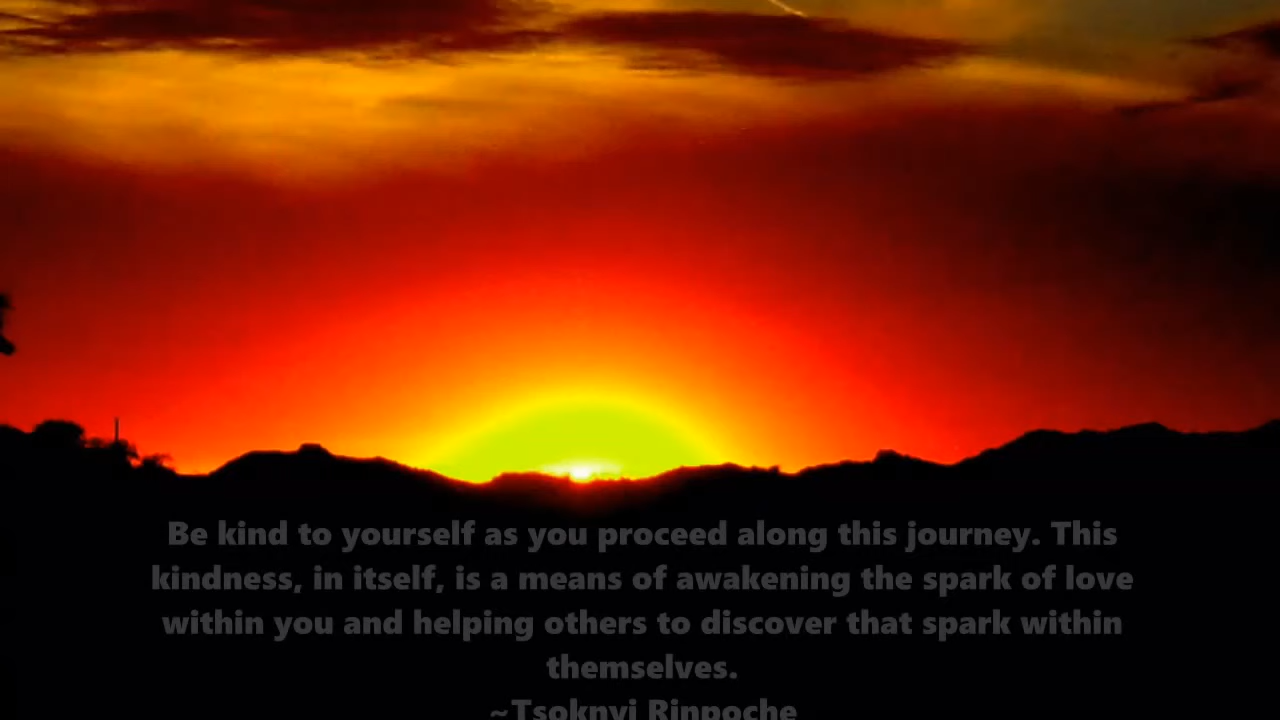 Be kind to yourself as you proceed along this journey. This
kindness, in itself, is a means of awakening the spark of love
within you and helping others to discover that spark within
themselves.
~Tsoknyi Rinpoche